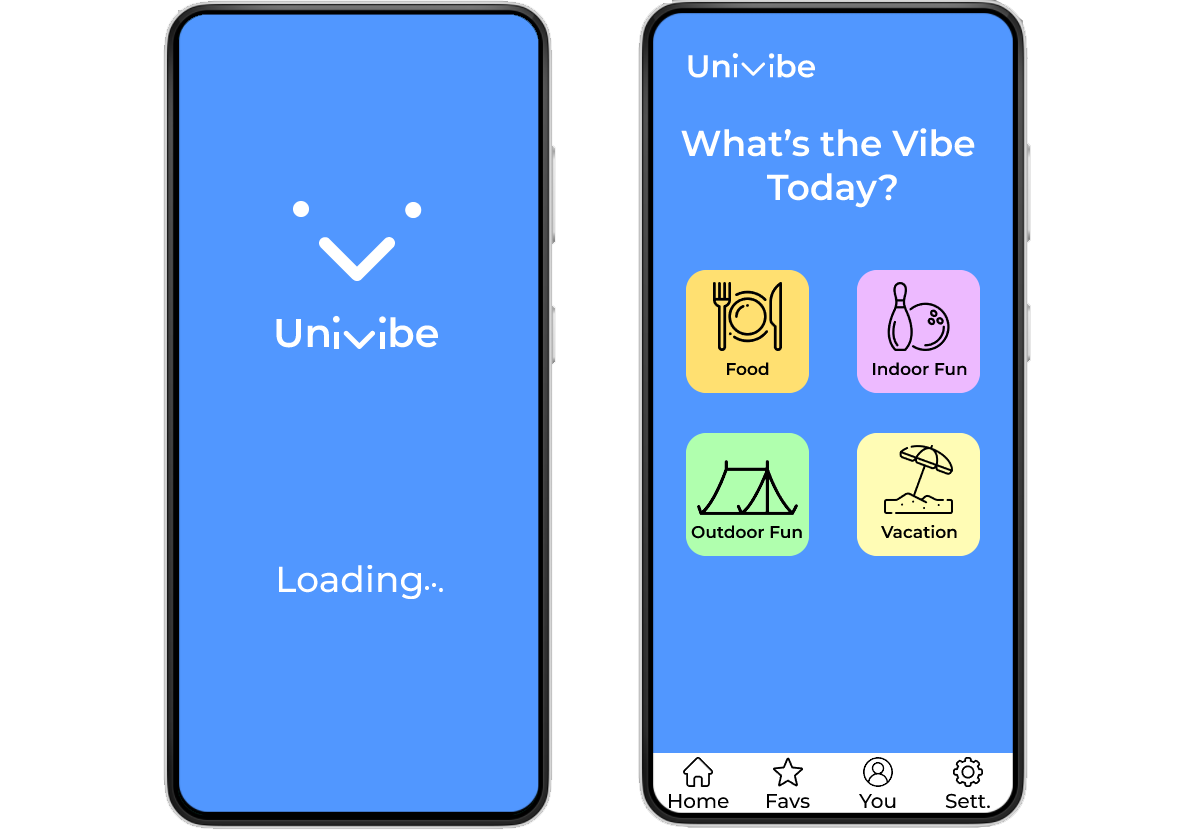 Univibe
Loading...
Univibe
What's the Vibe
Today?
Food
Indoor Fun
Outdoor Fun
Vacation
Home
Favs
You
Sett.